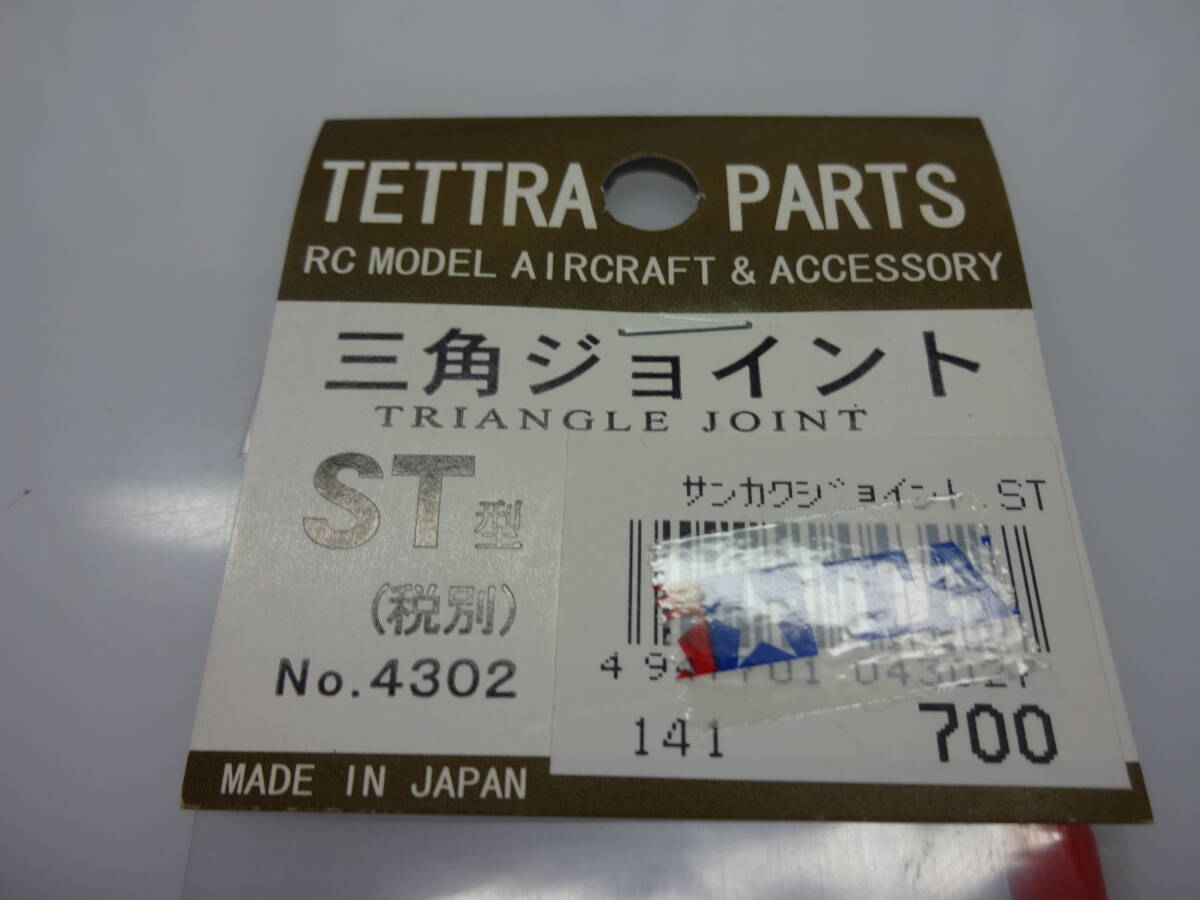 TETTRA PARTS
RC MODEL AIRCRAFT & ACCESSORY
三角ジョイント
TRIANGLE JOINT
ST型
(税別)
No.4302
サンカクジョイント.ST
141 700
MADE IN JAPAN